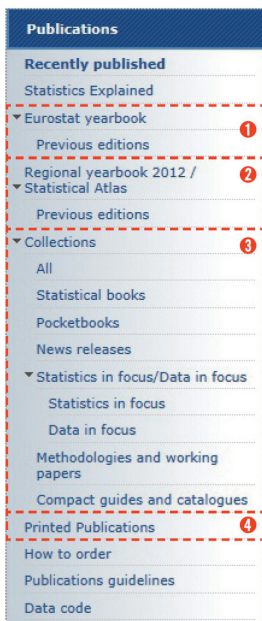 Publications
Recently published
Statistics Explained
Eurostat yearbook
1
Previous editions
Regional yearbook 2012 /
Statistical Atlas
2
Previous editions
Collections
3
All
Statistical books
Pocketbooks
News releases
Statistics in focus/Data in focus
Statistics in focus
Data in focus
Methodologies and working
papers
Compact guides and catalogues
Printed Publications
4
How to order
Publications guidelines
Data code